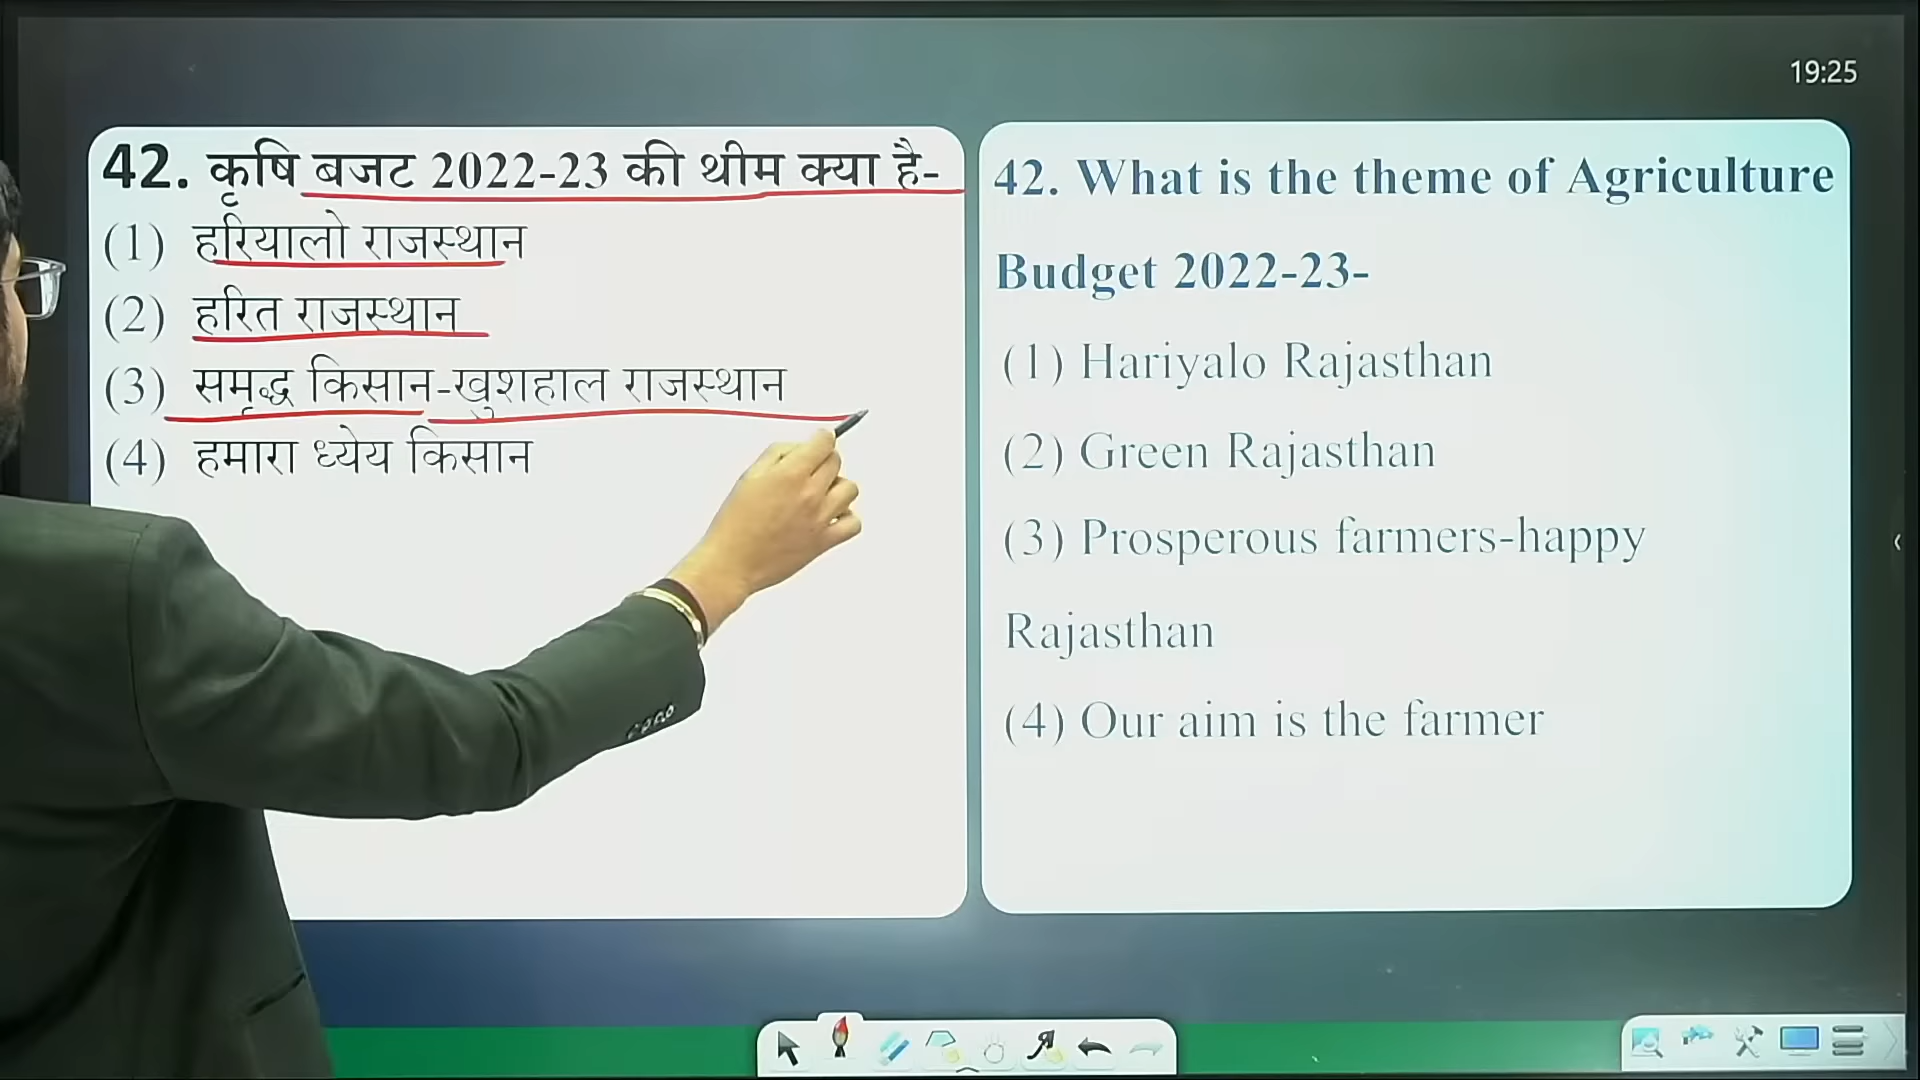 19:25
42. कृषि बजट 2022-23 की थीम क्या है-
(1) हरियालो राजस्थान
(2) हरित राजस्थान
(3) समृद्ध किसान-खुशहाल राजस्थान
(4) हमारा ध्येय किसान
42. What is the theme of Agriculture
Budget 2022-23-
(1) Hariyalo Rajasthan
(2) Green Rajasthan
(3) Prosperous farmers-happy
Rajasthan
(4) Our aim is the farmer